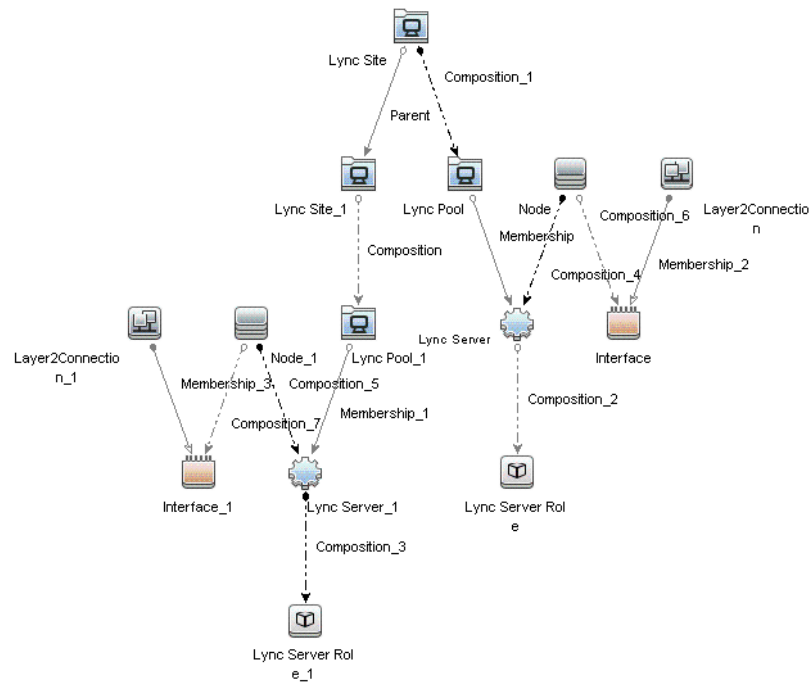 Lync Site
Composition_1
Parent
Lync Site_1
Lync Pool
Node
Composition_6
Layer2Connectio
n
Membership
Composition
Composition_4
Membership_2
Lync Server
Interface
Layer2Connectio
n_1
Node_1
Lync Pool_1
Membership_3
Composition_5
Composition_2
Composition_7
Membership_1
Interface_1
Lync Server_1
Lync Server Rol
e
Composition_3
Lync Server Rol
e_1